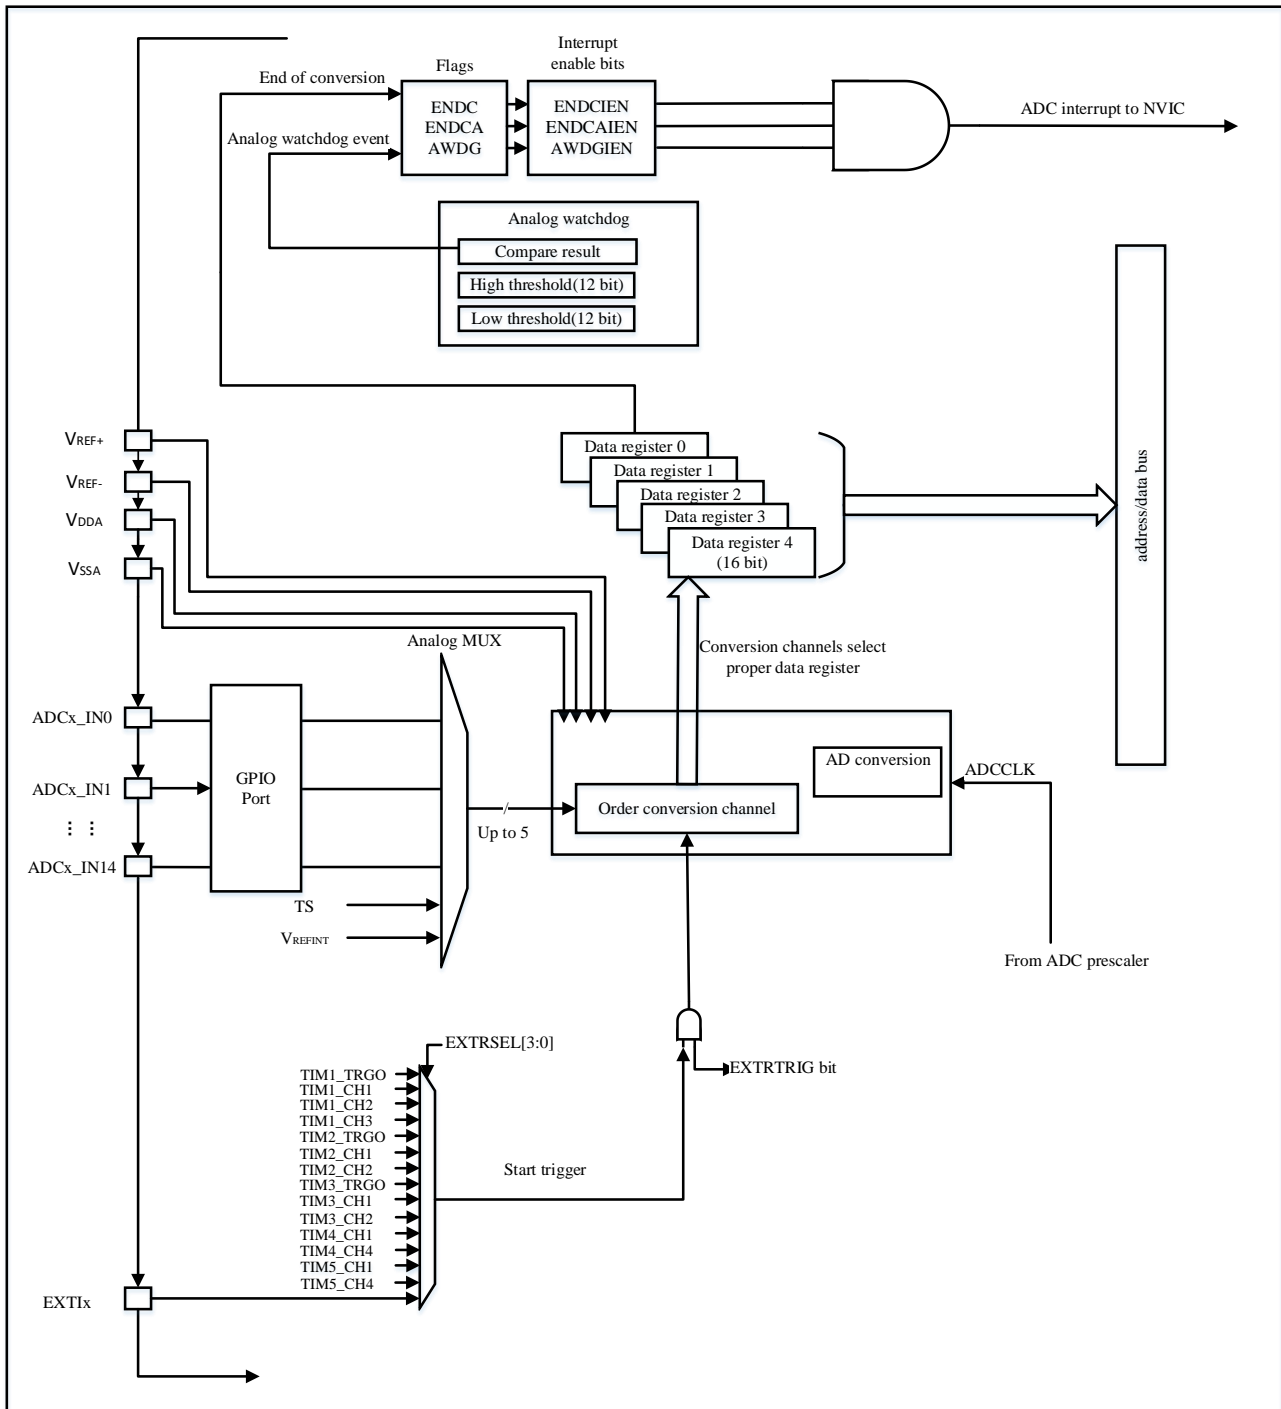 Interrupt
enable bits
Flags
End of conversion
ENDC
ENDCA
AWDG
ENDCIEN
ENDCAIEN
AWDGIEN
ADC interrupt to NVIC
Analog watchdog event
Analog watchdog
Compare result
High threshold(12 bit)
Low threshold(12 bit)
address/data bus
VREF+
VREF-
VDDA
VSSA
Data register 0
Data register 1
Data register 2
Data register 3
Data register 4
(16 bit)
Conversion channels select
proper data register
Analog MUX
ADCx_IN0
ADCx_IN1
⋮ ⋮
ADCx_IN14
GPIO
Port
TS
VREFINT
Up to 5
Order conversion channel
AD conversion
ADCCLK
From ADC prescaler
EXTRSEL[3:0]
EXTRTRIG bit
TIM1_TRGO
TIM1_CH1
TIM1_CH2
TIM1_CH3
TIM2_TRGO
TIM2_CH1
TIM2_CH2
TIM3_TRGO
TIM3_CH1
TIM3_CH2
TIM4_CH1
TIM4_CH4
TIM5_CH1
TIM5_CH4
Start trigger
EXTIx